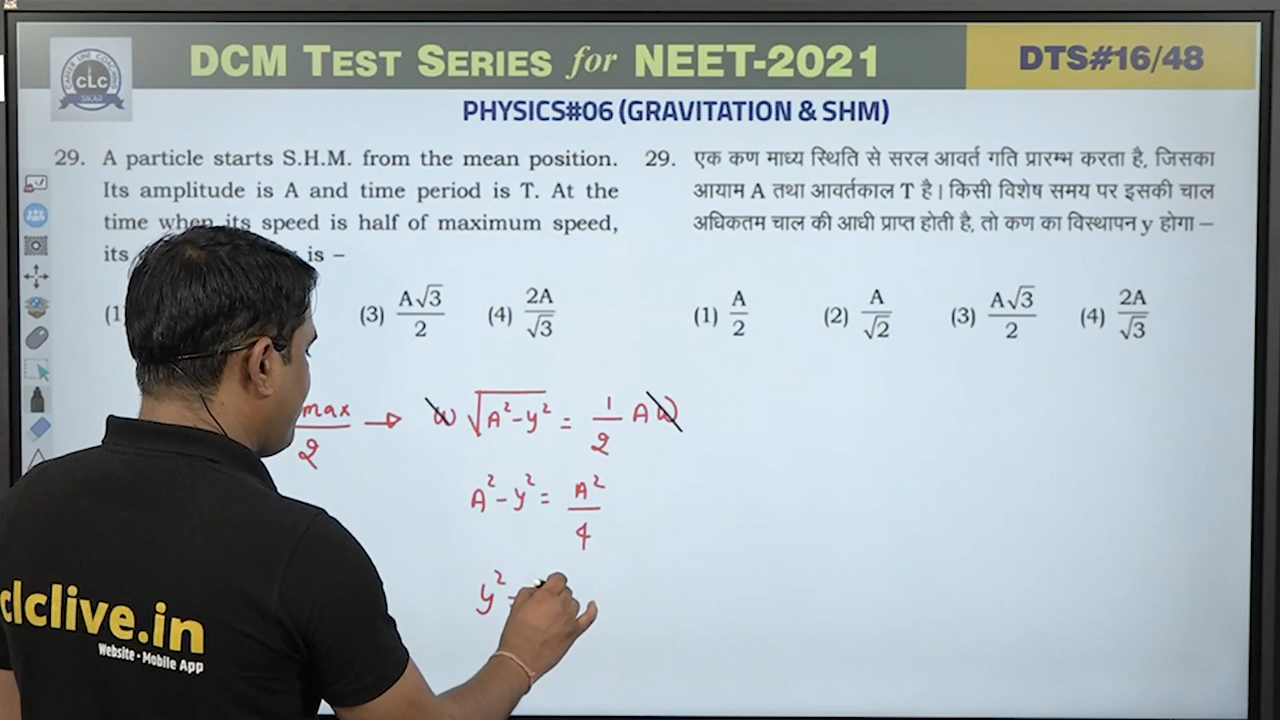 DCM TEST SERIES for NEET-2021
DTS#16/48
CLC
SIKAR
PHYSICS#06 (GRAVITATION & SHM)
29. A particle starts S.H.M. from the mean position.
Its amplitude is A and time period is T. At the
time when its speed is half of maximum speed,
its is –
(1) (3) A√3/2 (4) 2A/√3
29. एक कण माध्य स्थिति से सरल आवर्त गति प्रारम्भ करता है, जिसका
आयाम A तथा आवर्तकाल T है। किसी विशेष समय पर इसकी चाल
अधिकतम चाल की आधी प्राप्त होती है, तो कण का विस्थापन y होगा –
(1) A/2 (2) A/√2 (3) A√3/2 (4) 2A/√3
max/2 → ω √A²-y² = 1/2 Aω
A²-y² = A²/4
y²
clclive.in
Website - Mobile App